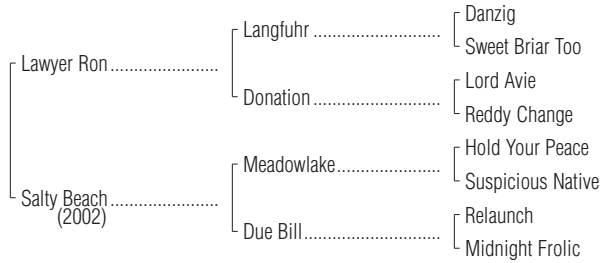 Danzig
Langfuhr ......................
Sweet Briar Too
Lawyer Ron ...................
Lord Avie
Donation ......................
Reddy Change
Hold Your Peace
Meadowlake..................
Suspicious Native
Salty Beach ...................
(2002)
Relaunch
Due Bill........................
Midnight Frolic